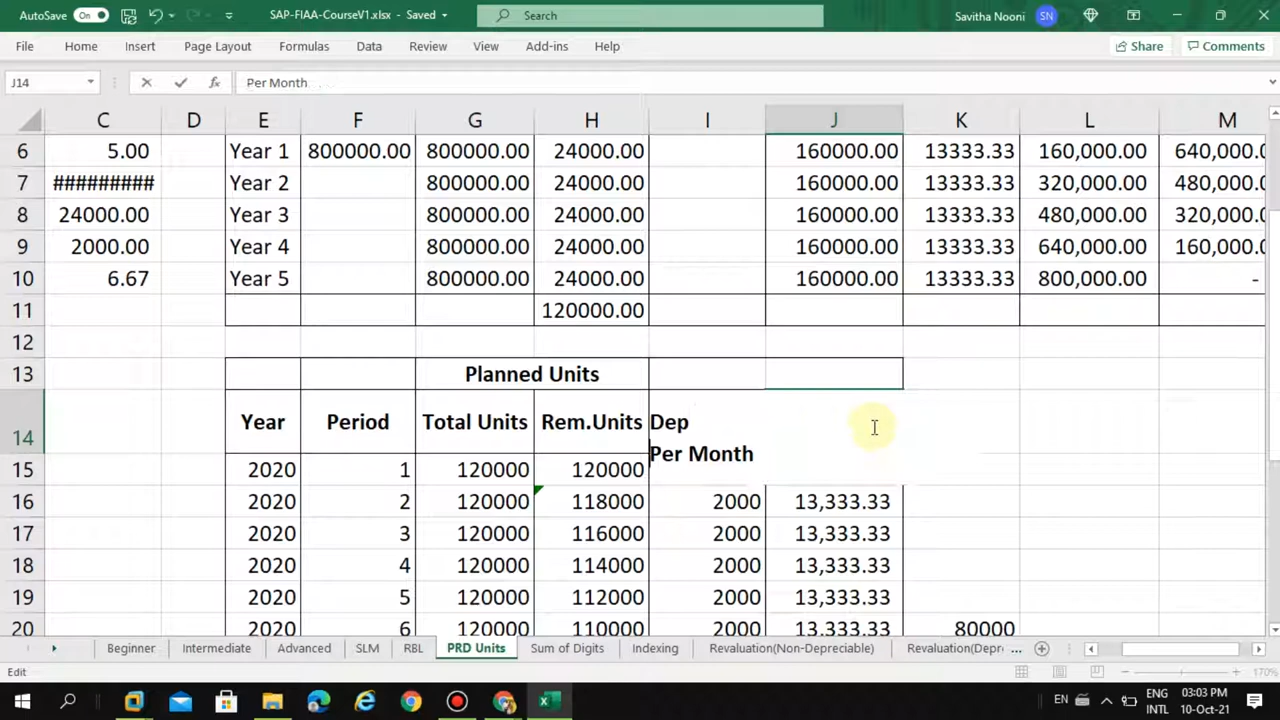 AutoSave On SAP-FIAA-CourseV1.xlsx - Saved Search Savitha Nooni SN
File Home Insert Page Layout Formulas Data Review View Add-ins Help Share Comments
J14 fx Per Month
C D E F G H I J K L M
6 5.00 Year 1 800000.00 800000.00 24000.00 160000.00 13333.33 160,000.00 640,000.0
7 ######### Year 2 800000.00 24000.00 160000.00 13333.33 320,000.00 480,000.0
8 24000.00 Year 3 800000.00 24000.00 160000.00 13333.33 480,000.00 320,000.0
9 2000.00 Year 4 800000.00 24000.00 160000.00 13333.33 640,000.00 160,000.0
10 6.67 Year 5 800000.00 24000.00 160000.00 13333.33 800,000.00 -
11 120000.00
12
13 Planned Units
14 Year Period Total Units Rem.Units Dep
Per Month
15 2020 1 120000 120000
16 2020 2 120000 118000 2000 13,333.33
17 2020 3 120000 116000 2000 13,333.33
18 2020 4 120000 114000 2000 13,333.33
19 2020 5 120000 112000 2000 13,333.33
20 2020 6 120000 110000 2000 13,333.33 80000
Beginner Intermediate Advanced SLM RBL PRD Units Sum of Digits Indexing Revaluation(Non-Depreciable) Revaluation(Depre ...
Edit 170%
EN ENG 03:03 PM
INTL 10-Oct-21